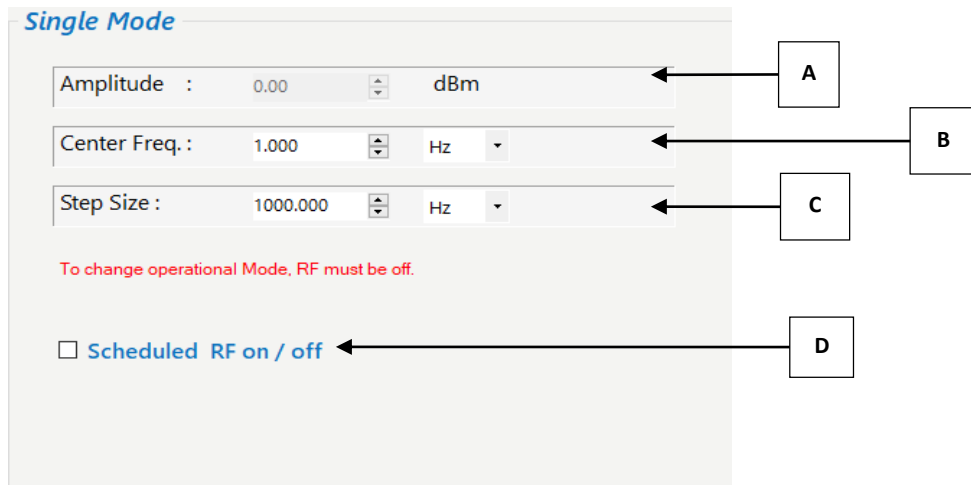 Single Mode
Amplitude : 0.00 dBm
A
Center Freq. : 1.000 Hz
B
Step Size : 1000.000 Hz
C
To change operational Mode, RF must be off.
Scheduled RF on / off
D